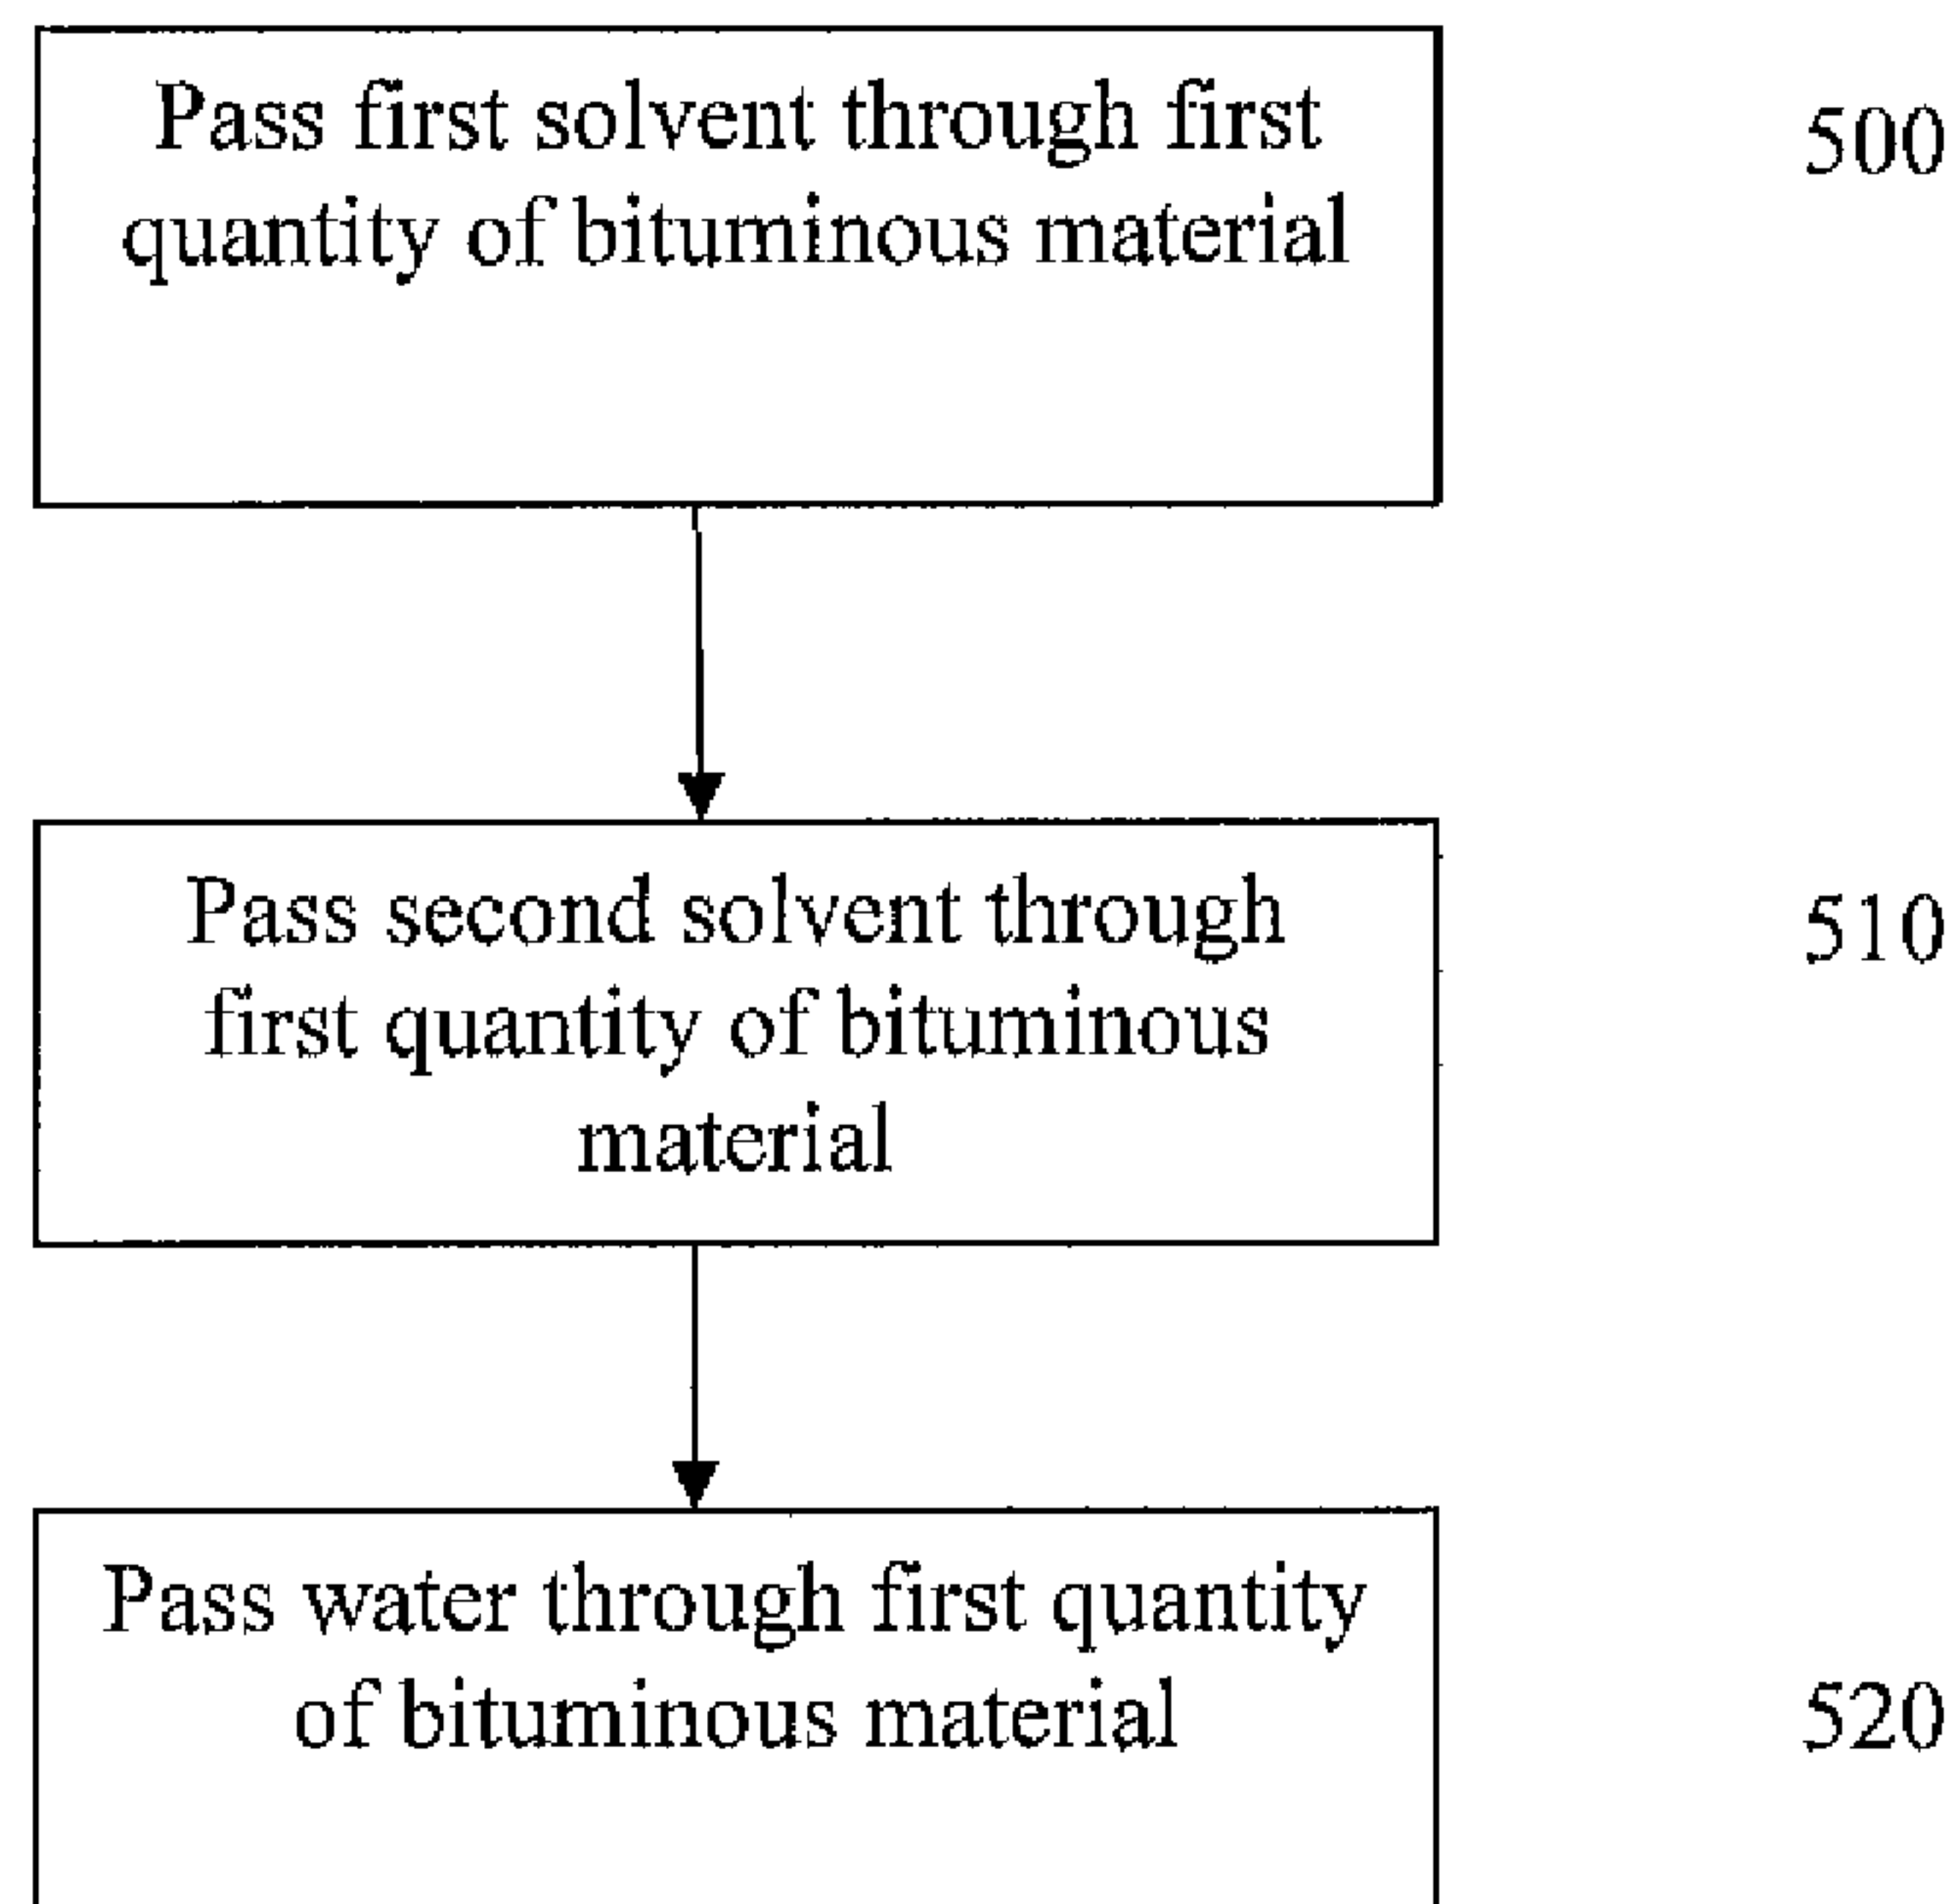 Pass first solvent through first
quantity of bituminous material
500
Pass second solvent through
first quantity of bituminous
material
510
Pass water through first quantity
of bituminous material
520